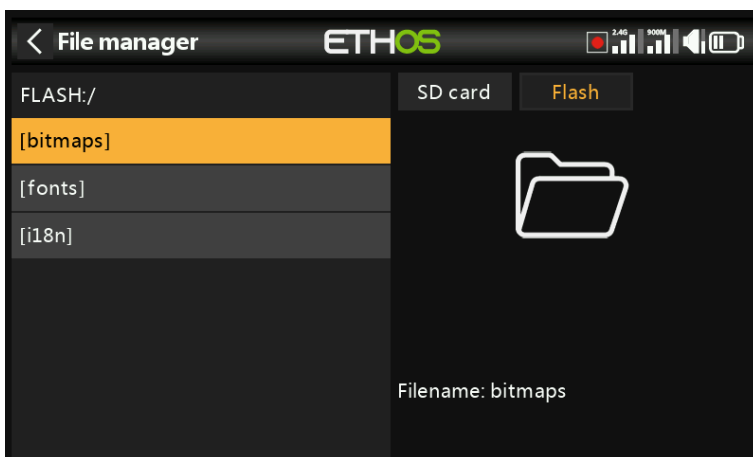 File manager
ETHOS
2.4G 900M
FLASH:/
SD card Flash
[bitmaps]
[fonts]
[i18n]
Filename: bitmaps